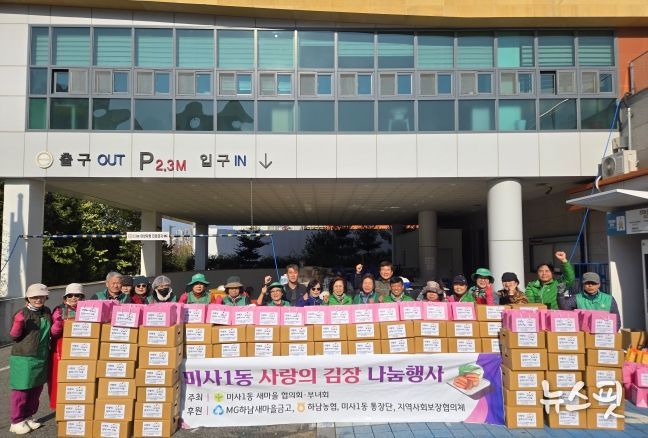 출구 OUT P 2.3M 입구 IN
미사1동 사랑의 김장 나눔행사
주최 미사1동 새마을 협의회·부녀회
후원 MG하남새마을금고, 하남농협, 미사1동 통장단, 지역사회보장협의체
뉴스핌